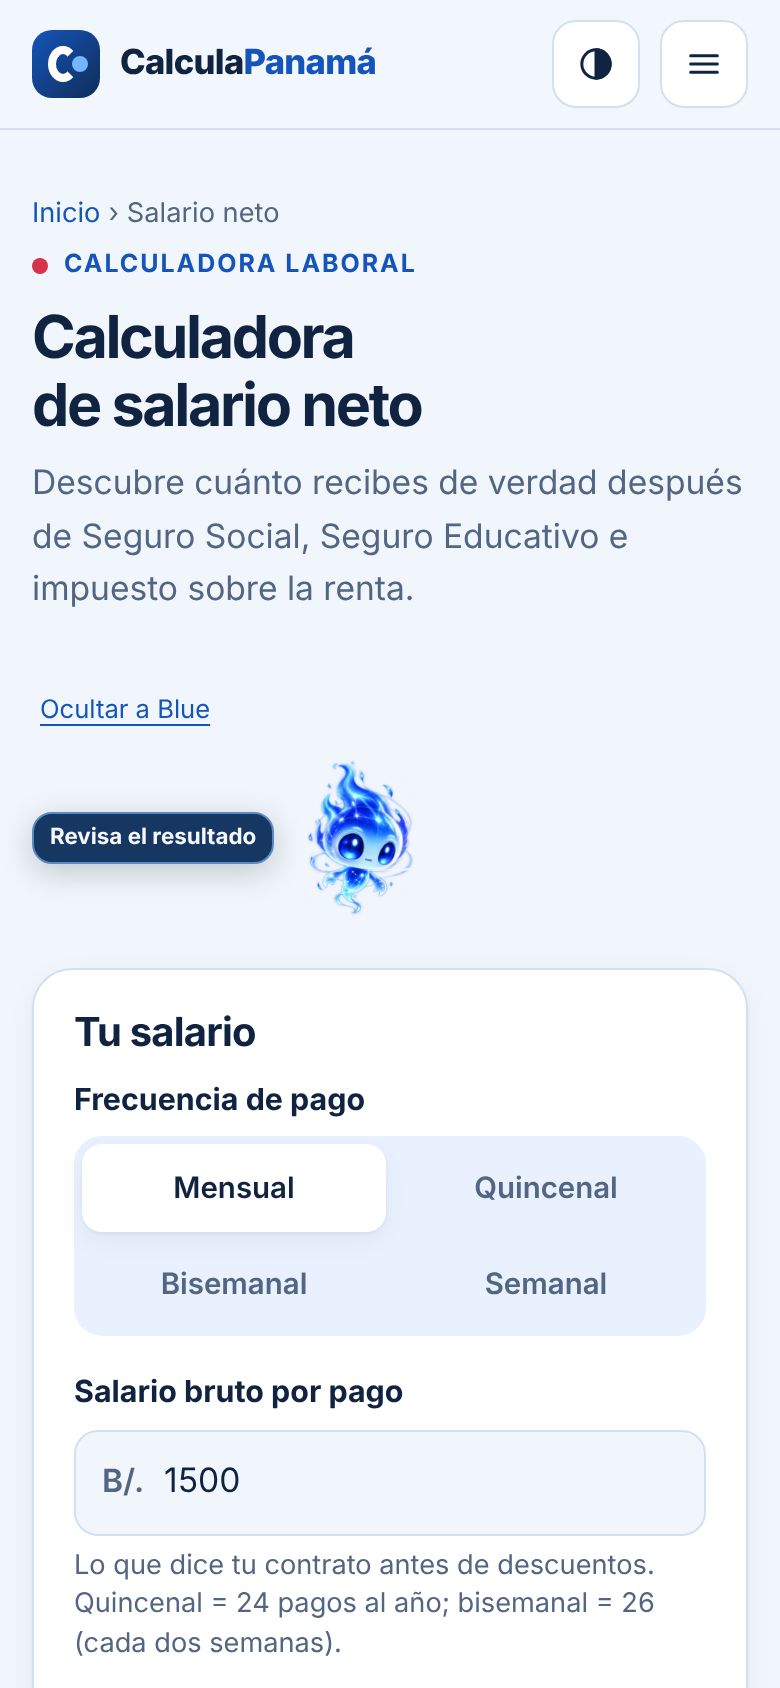 CalculaPanamá
Inicio › Salario neto
CALCULADORA LABORAL
Calculadora
de salario neto
Descubre cuánto recibes de verdad después
de Seguro Social, Seguro Educativo e
impuesto sobre la renta.
Ocultar a Blue
Revisa el resultado
Tu salario
Frecuencia de pago
Mensual
Quincenal
Bisemanal
Semanal
Salario bruto por pago
B/. 1500
Lo que dice tu contrato antes de descuentos.
Quincenal = 24 pagos al año; bisemanal = 26
(cada dos semanas).